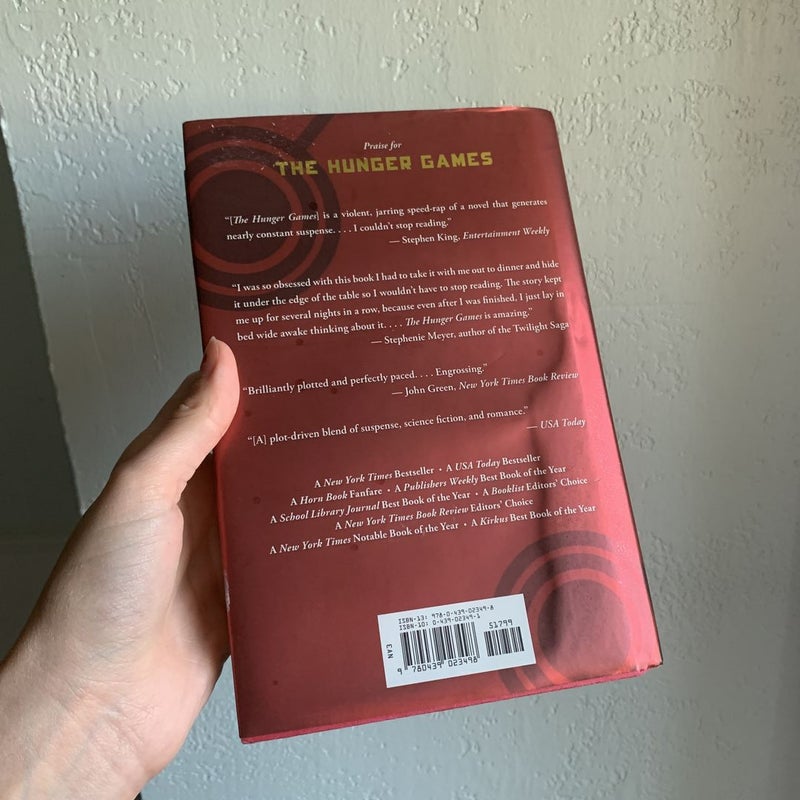 Praise for
THE HUNGER GAMES
“[The Hunger Games] is a violent, jarring speed-rap of a novel that generates
nearly constant suspense. . . . I couldn’t stop reading.”
— Stephen King, Entertainment Weekly
“I was so obsessed with this book I had to take it with me out to dinner and hide
it under the edge of the table so I wouldn’t have to stop reading. The story kept
me up for several nights in a row, because even after I was finished, I just lay in
bed wide awake thinking about it. . . . The Hunger Games is amazing.”
— Stephenie Meyer, author of the Twilight Saga
“Brilliantly plotted and perfectly paced. . . . Engrossing.”
— John Green, New York Times Book Review
“[A] plot-driven blend of suspense, science fiction, and romance.”
— USA Today
A New York Times Bestseller • A USA Today Bestseller
A Horn Book Fanfare • A Publishers Weekly Best Book of the Year
A School Library Journal Best Book of the Year • A Booklist Editors’ Choice
A New York Times Book Review Editors’ Choice
A New York Times Notable Book of the Year • A Kirkus Best Book of the Year
ISBN-13: 978-0-439-02349-8
ISBN-10: 0-439-02349-1
51799
EAN
9 780439 023498